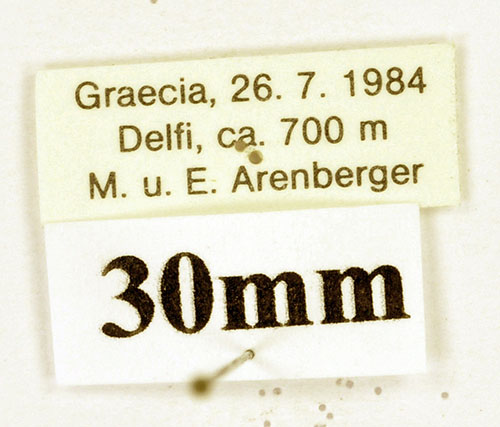 Graecia, 26. 7. 1984
Delfi, ca. 700 m
M. u. E. Arenberger
30mm